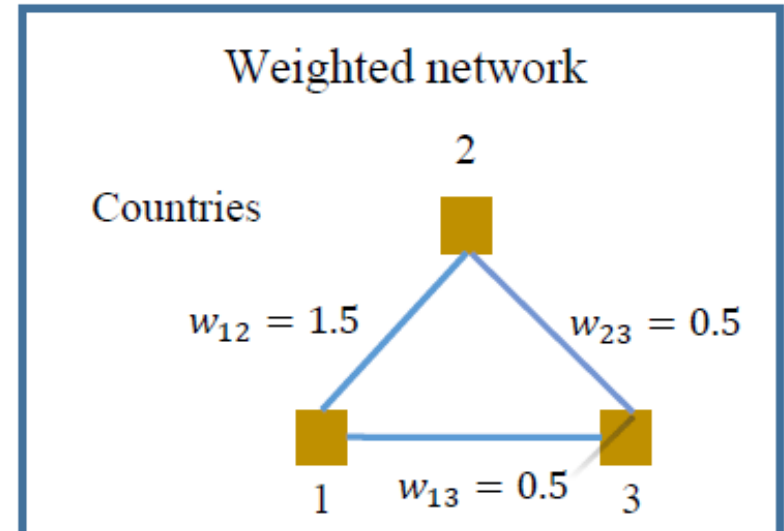 Weighted network
2
Countries
w₁₂ = 1.5
w₂₃ = 0.5
w₁₃ = 0.5
1
3